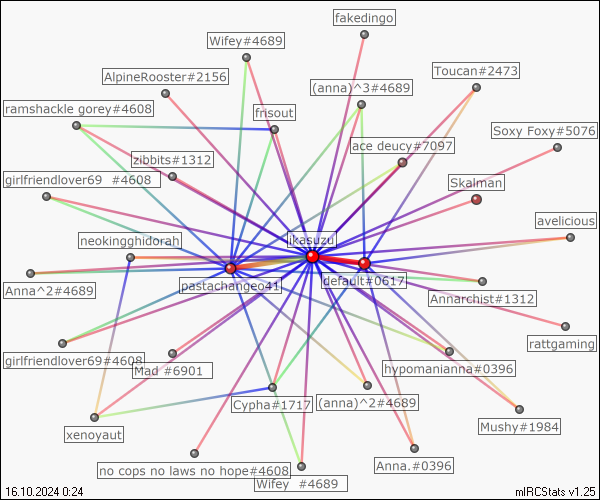 fakedingo
Wifey#4689
AlpineRooster#2156
Toucan#2473
(anna)^3#4689
ramshackle gorey#4608
frisout
Soxy Foxy#5076
ace deucy#7097
zibbits#1312
girlfriendlover69 #4608
Skalman
avelicious
neokingghidorah
ikasuzu
pastachangeo41
default#0617
Anna^2#4689
Annarchist#1312
rattgaming
girlfriendlover69#4608
Mad #6901
hypomanianna#0396
Cypha#1717
(anna)^2#4689
Mushy#1984
xenoyaut
no cops no laws no hope#4608
Anna.#0396
Wifey #4689
16.10.2024 0:24
mIRCStats v1.25